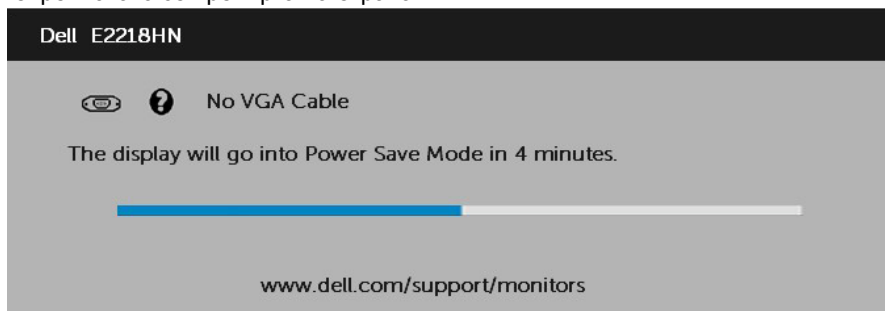 Dell E2218HN
No VGA Cable
The display will go into Power Save Mode in 4 minutes.
www.dell.com/support/monitors